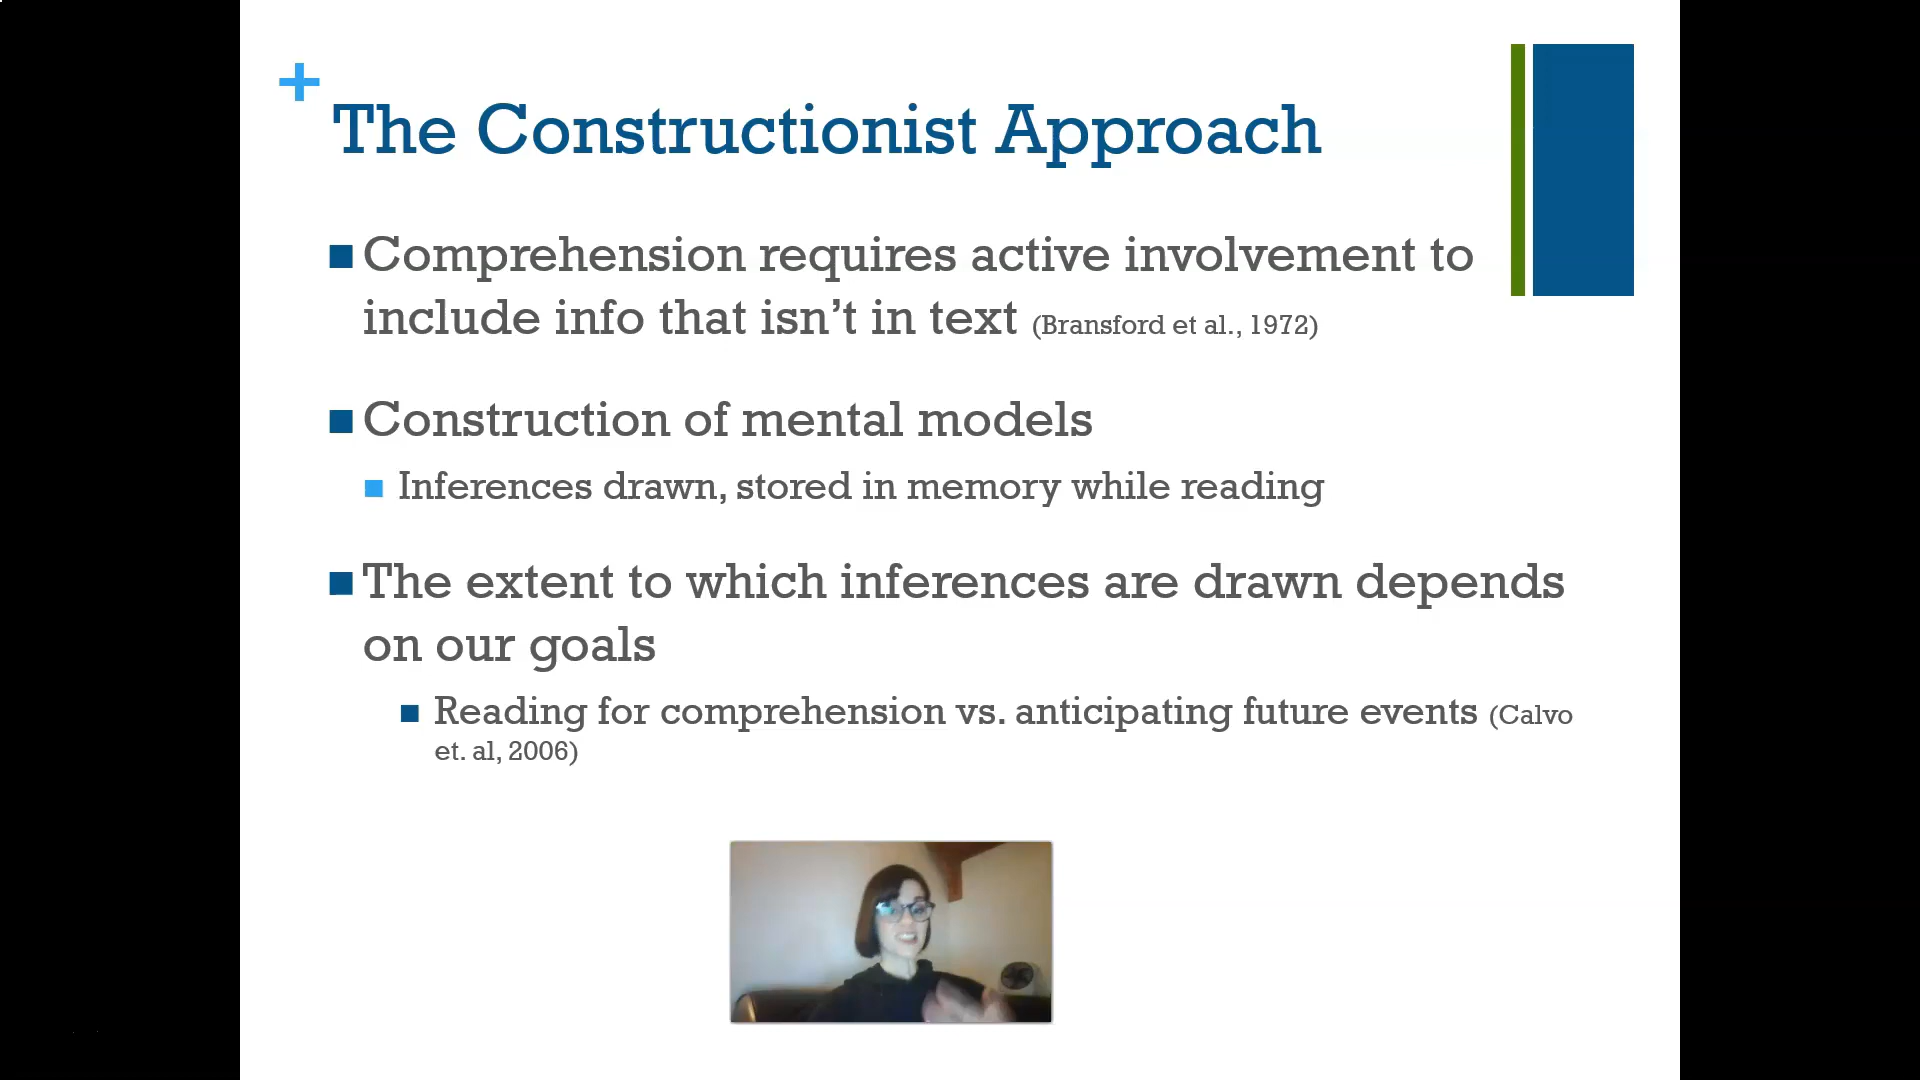 The Constructionist Approach
Comprehension requires active involvement to
include info that isn’t in text (Bransford et al., 1972)
Construction of mental models
Inferences drawn, stored in memory while reading
The extent to which inferences are drawn depends
on our goals
Reading for comprehension vs. anticipating future events (Calvo
et. al, 2006)